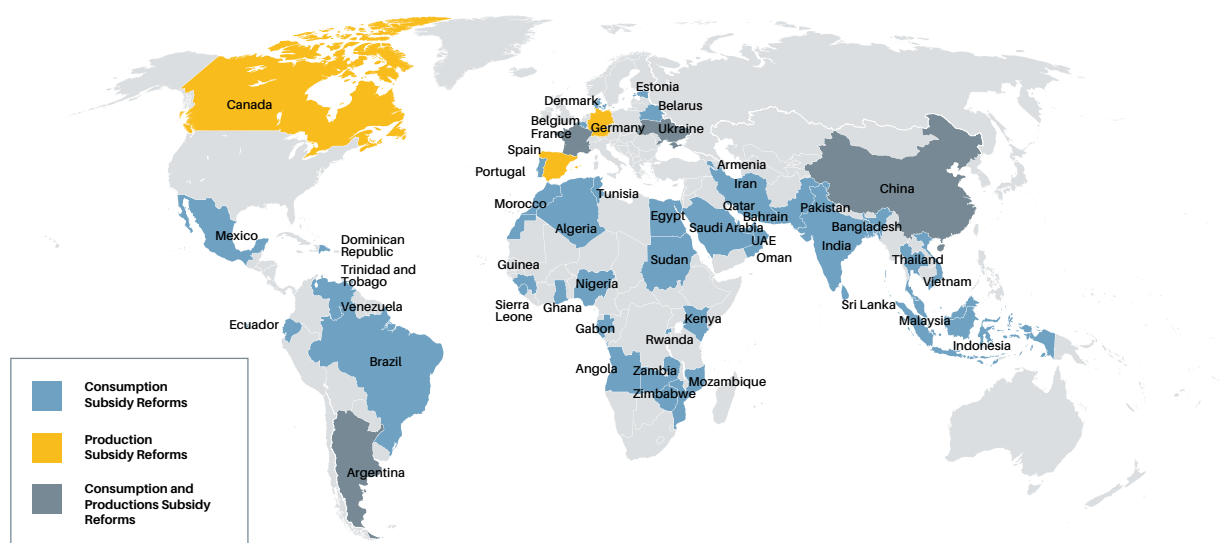 Canada
Estonia
Denmark
Belarus
Belgium
France
Germany
Ukraine
Spain
Portugal
Armenia
Iran
China
Tunisia
Morocco
Qatar
Pakistan
Egypt
Bahrain
Algeria
Saudi Arabia
Bangladesh
Mexico
UAE
India
Dominican
Republic
Oman
Thailand
Sudan
Guinea
Trinidad and
Tobago
Nigeria
Vietnam
Venezuela
Sierra
Leone
Ghana
Sri Lanka
Ecuador
Gabon
Kenya
Malaysia
Rwanda
Indonesia
Brazil
Angola
Zambia
Mozambique
Zimbabwe
Argentina
Consumption
Subsidy Reforms
Production
Subsidy Reforms
Consumption and
Productions Subsidy
Reforms